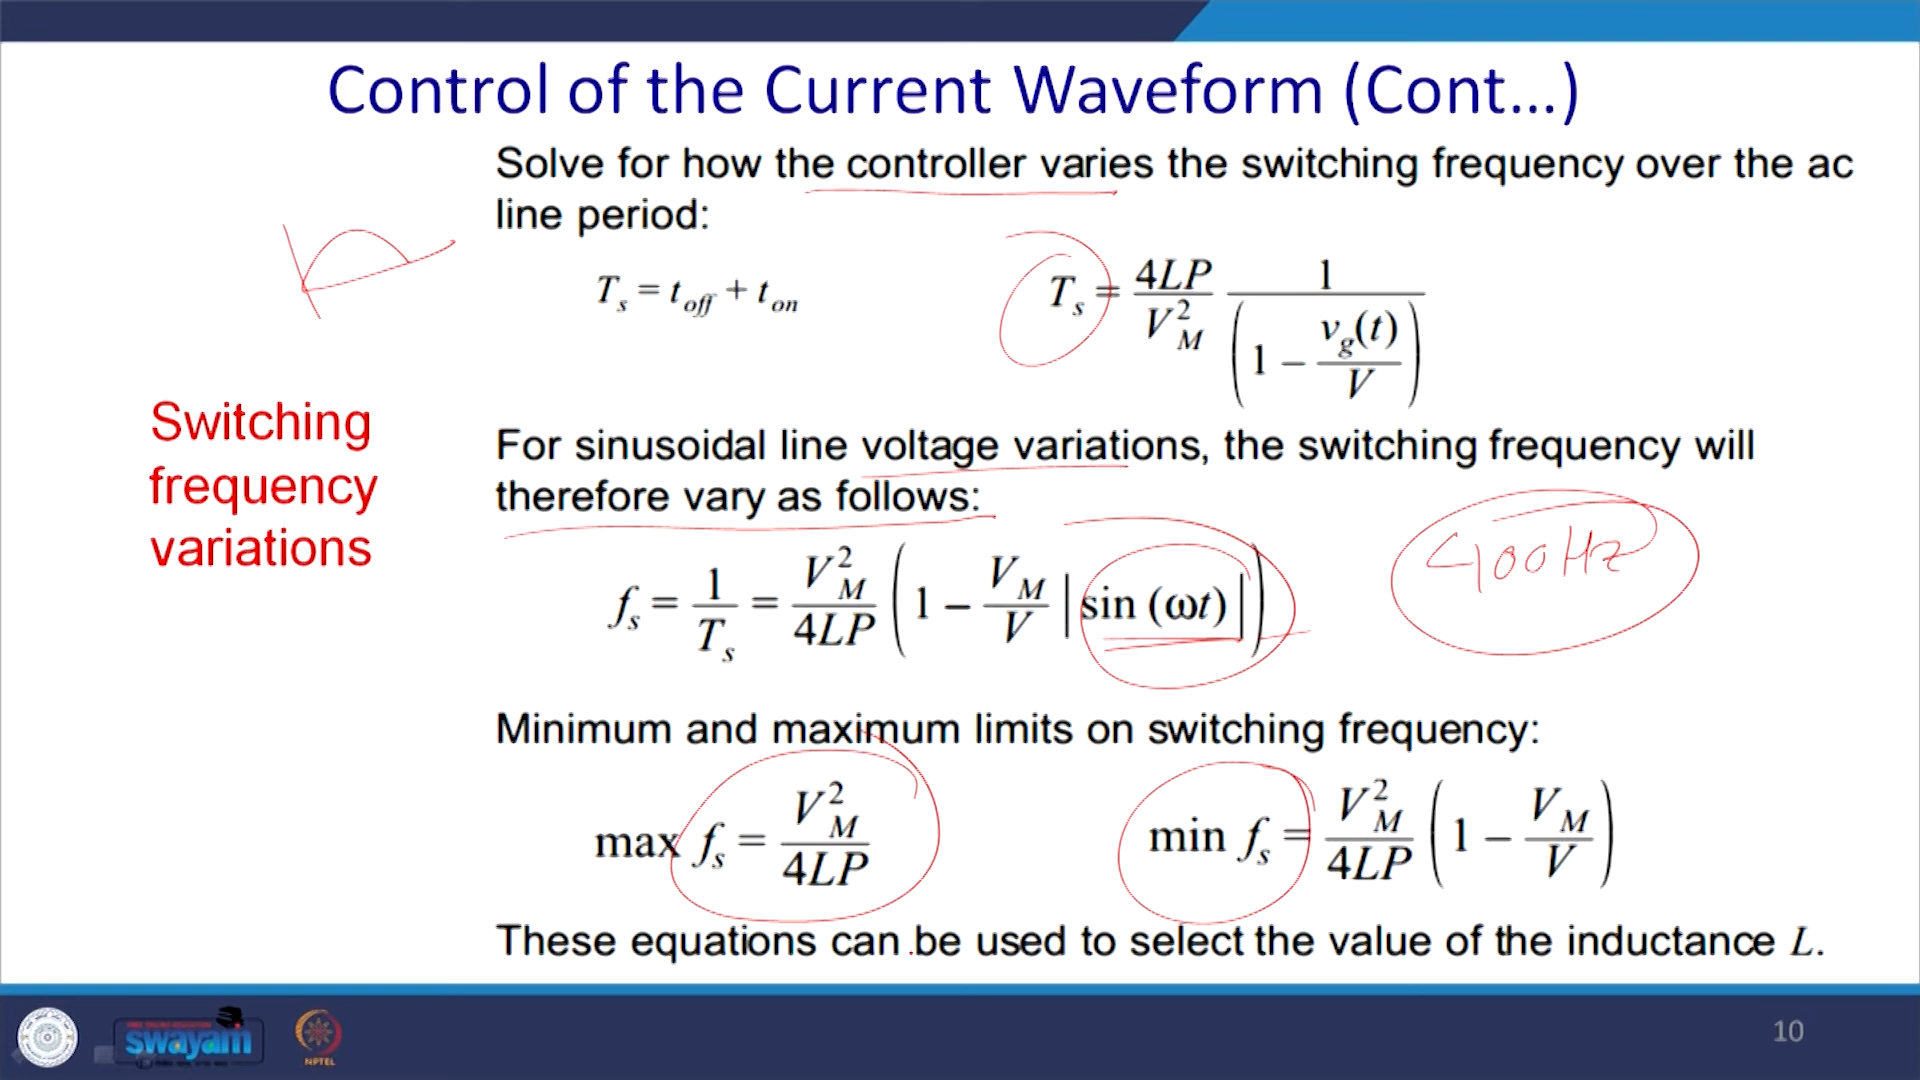 Control of the Current Waveform (Cont...)
Solve for how the controller varies the switching frequency over the ac
line period:
T_s = t_off + t_on
T_s = 4LP / V_M^2 · 1 / (1 − v_g(t) / V)
Switching
frequency
variations
For sinusoidal line voltage variations, the switching frequency will
therefore vary as follows:
f_s = 1 / T_s = V_M^2 / 4LP (1 − V_M / V |sin (ωt)|)
400Hz
Minimum and maximum limits on switching frequency:
max f_s = V_M^2 / 4LP
min f_s = V_M^2 / 4LP (1 − V_M / V)
These equations can be used to select the value of the inductance L.
swayam
NPTEL
10